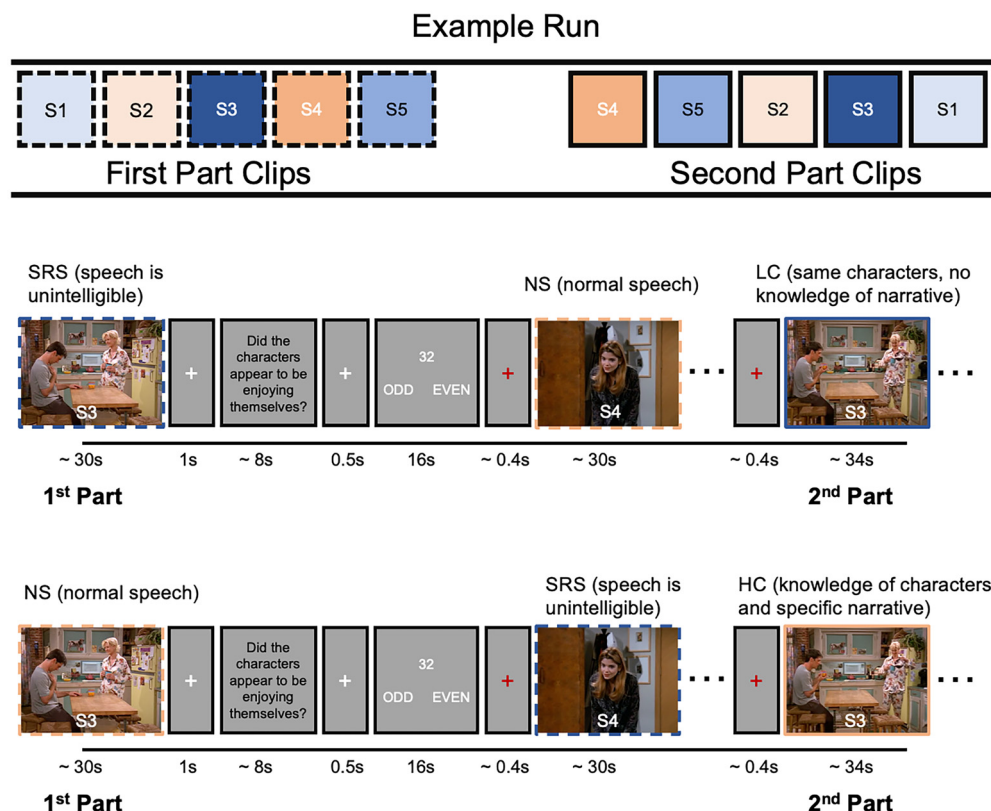 Example Run
S1 S2 S3 S4 S5
S4 S5 S2 S3 S1
First Part Clips
Second Part Clips
SRS (speech is
unintelligible)
NS (normal speech)
LC (same characters, no
knowledge of narrative)
S3
+
Did the
characters
appear to be
enjoying
themselves?
+
32
ODD EVEN
+
S4
...
+
S3
...
~ 30s 1s ~ 8s 0.5s 16s ~ 0.4s ~ 30s ~ 0.4s ~ 34s
1st Part
2nd Part
NS (normal speech)
SRS (speech is
unintelligible)
HC (knowledge of characters
and specific narrative)
S3
+
Did the
characters
appear to be
enjoying
themselves?
+
32
ODD EVEN
+
S4
...
+
S3
...
~ 30s 1s ~ 8s 0.5s 16s ~ 0.4s ~ 30s ~ 0.4s ~ 34s
1st Part
2nd Part